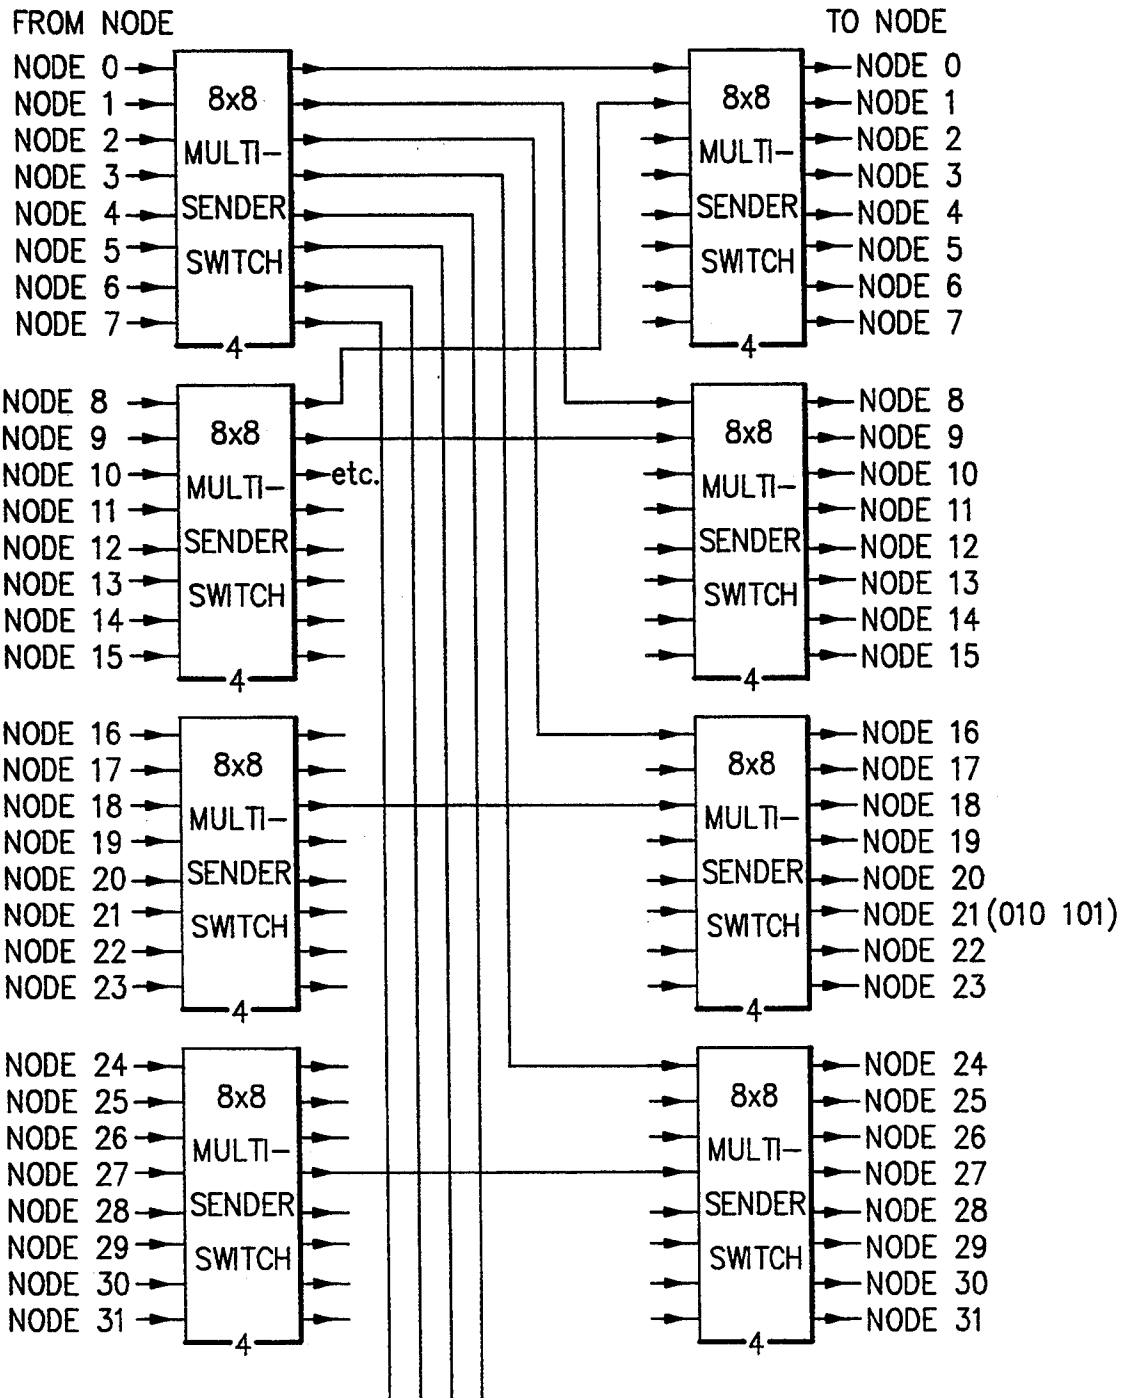 FROM NODE
TO NODE
NODE 0
NODE 1
NODE 2
NODE 3
NODE 4
NODE 5
NODE 6
NODE 7
8x8
MULTI-
SENDER
SWITCH
4
8x8
MULTI-
SENDER
SWITCH
4
NODE 0
NODE 1
NODE 2
NODE 3
NODE 4
NODE 5
NODE 6
NODE 7
NODE 8
NODE 9
NODE 10
NODE 11
NODE 12
NODE 13
NODE 14
NODE 15
8x8
MULTI-
SENDER
SWITCH
4
etc.
8x8
MULTI-
SENDER
SWITCH
4
NODE 8
NODE 9
NODE 10
NODE 11
NODE 12
NODE 13
NODE 14
NODE 15
NODE 16
NODE 17
NODE 18
NODE 19
NODE 20
NODE 21
NODE 22
NODE 23
8x8
MULTI-
SENDER
SWITCH
4
8x8
MULTI-
SENDER
SWITCH
4
NODE 16
NODE 17
NODE 18
NODE 19
NODE 20
NODE 21 (010 101)
NODE 22
NODE 23
NODE 24
NODE 25
NODE 26
NODE 27
NODE 28
NODE 29
NODE 30
NODE 31
8x8
MULTI-
SENDER
SWITCH
4
8x8
MULTI-
SENDER
SWITCH
4
NODE 24
NODE 25
NODE 26
NODE 27
NODE 28
NODE 29
NODE 30
NODE 31